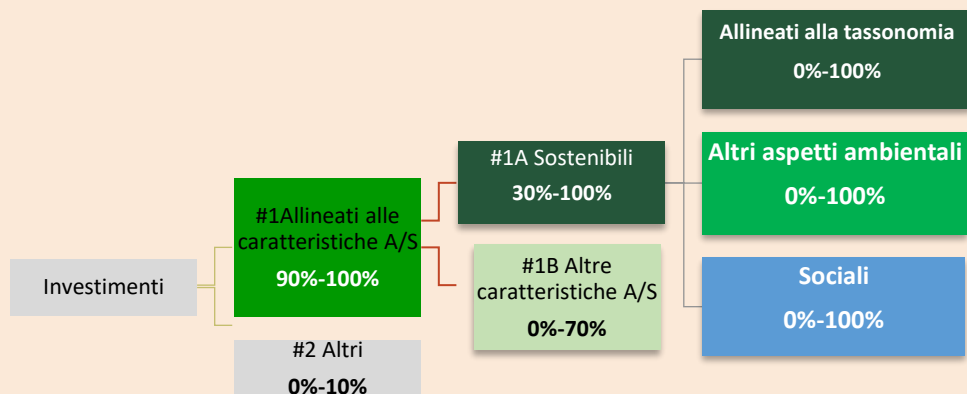 Investimenti
#1Allineati alle
caratteristiche A/S
90%-100%
#2 Altri
0%-10%
#1A Sostenibili
30%-100%
#1B Altre
caratteristiche A/S
0%-70%
Allineati alla tassonomia
0%-100%
Altri aspetti ambientali
0%-100%
Sociali
0%-100%